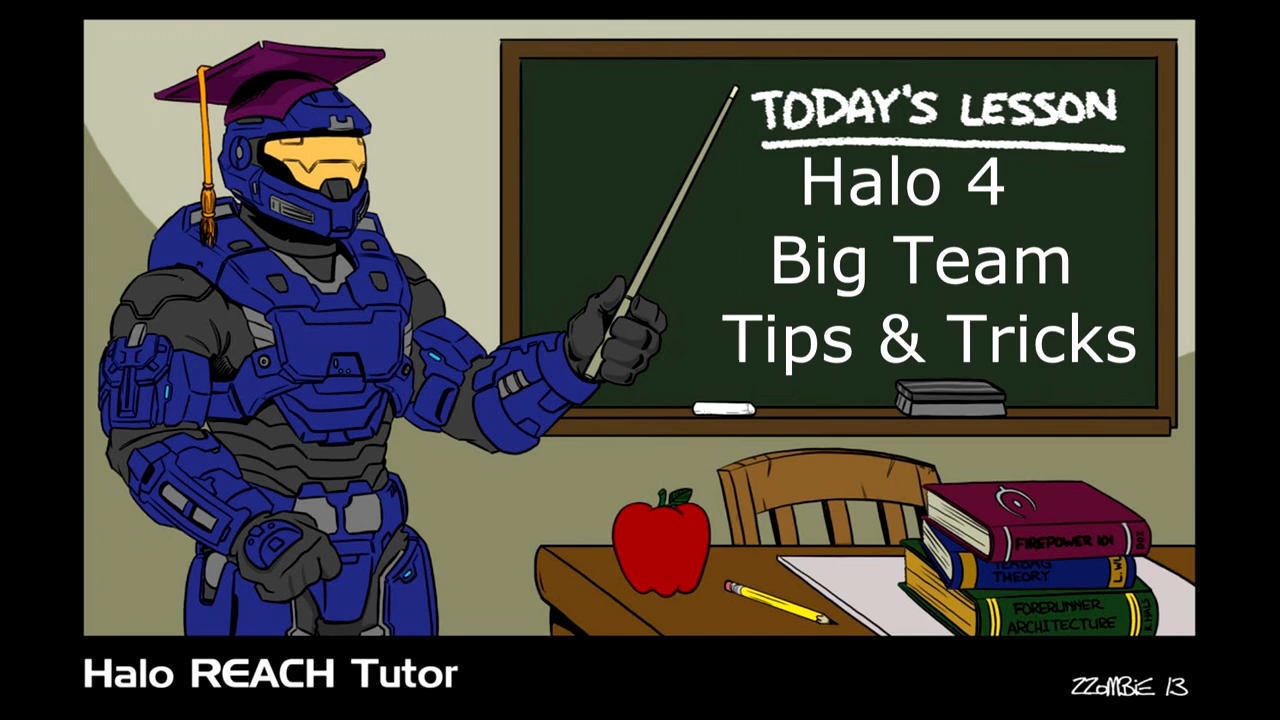 TODAY'S LESSON
Halo 4
Big Team
Tips & Tricks
FIREPOWER 101
TEABAG
THEORY
FORERUNNER
ARCHITECTURE
Halo REACH Tutor
ZZOMBIE 13